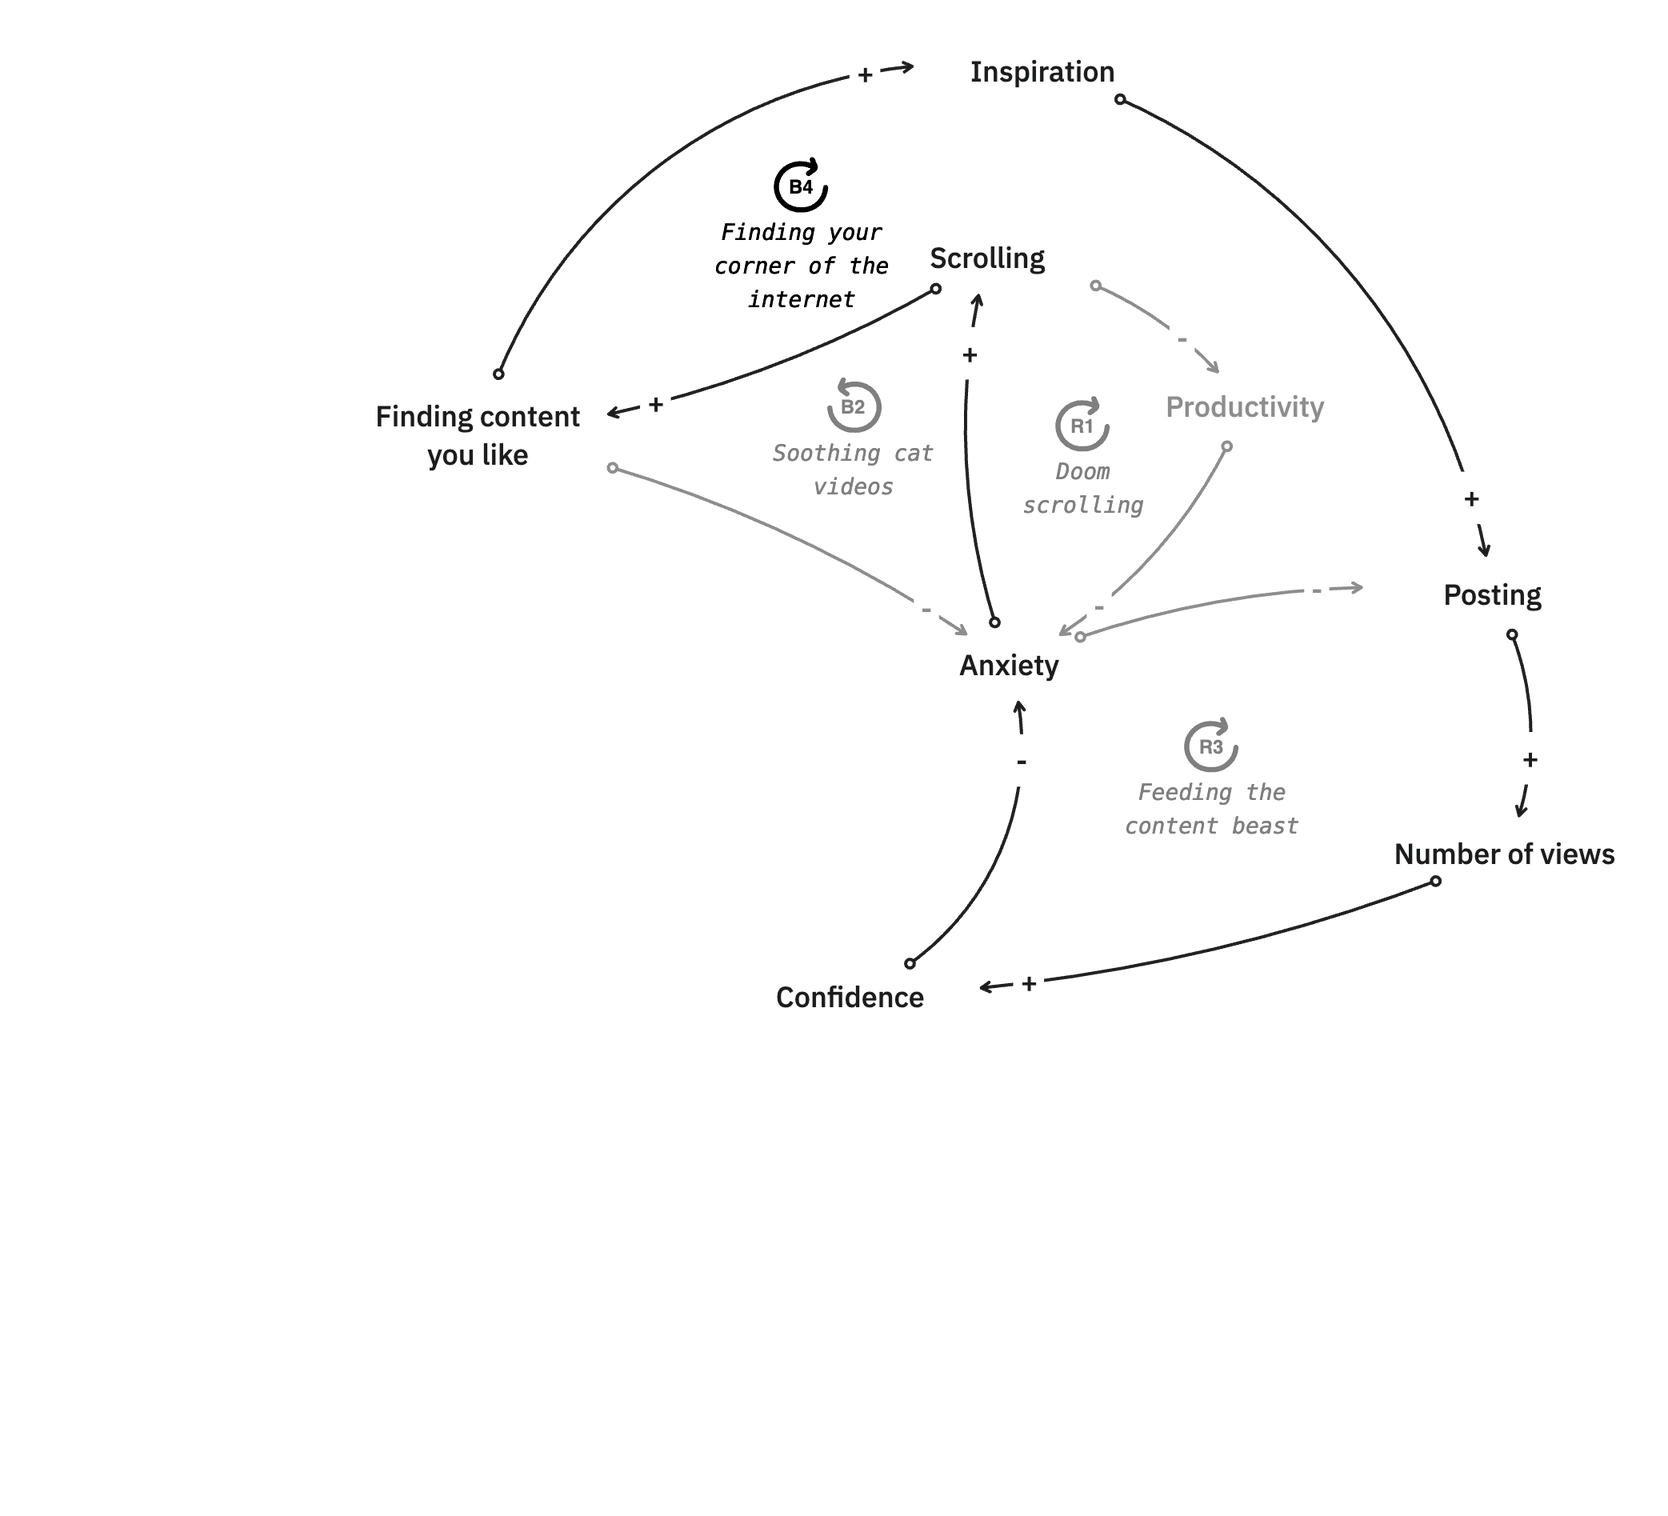 +
Inspiration
B4
Finding your
corner of the
internet
Scrolling
-
+
+
Finding content
you like
B2
Soothing cat
videos
R1
Doom
scrolling
Productivity
+
-
-
-
Posting
Anxiety
-
R3
Feeding the
content beast
+
Number of views
+
Confidence